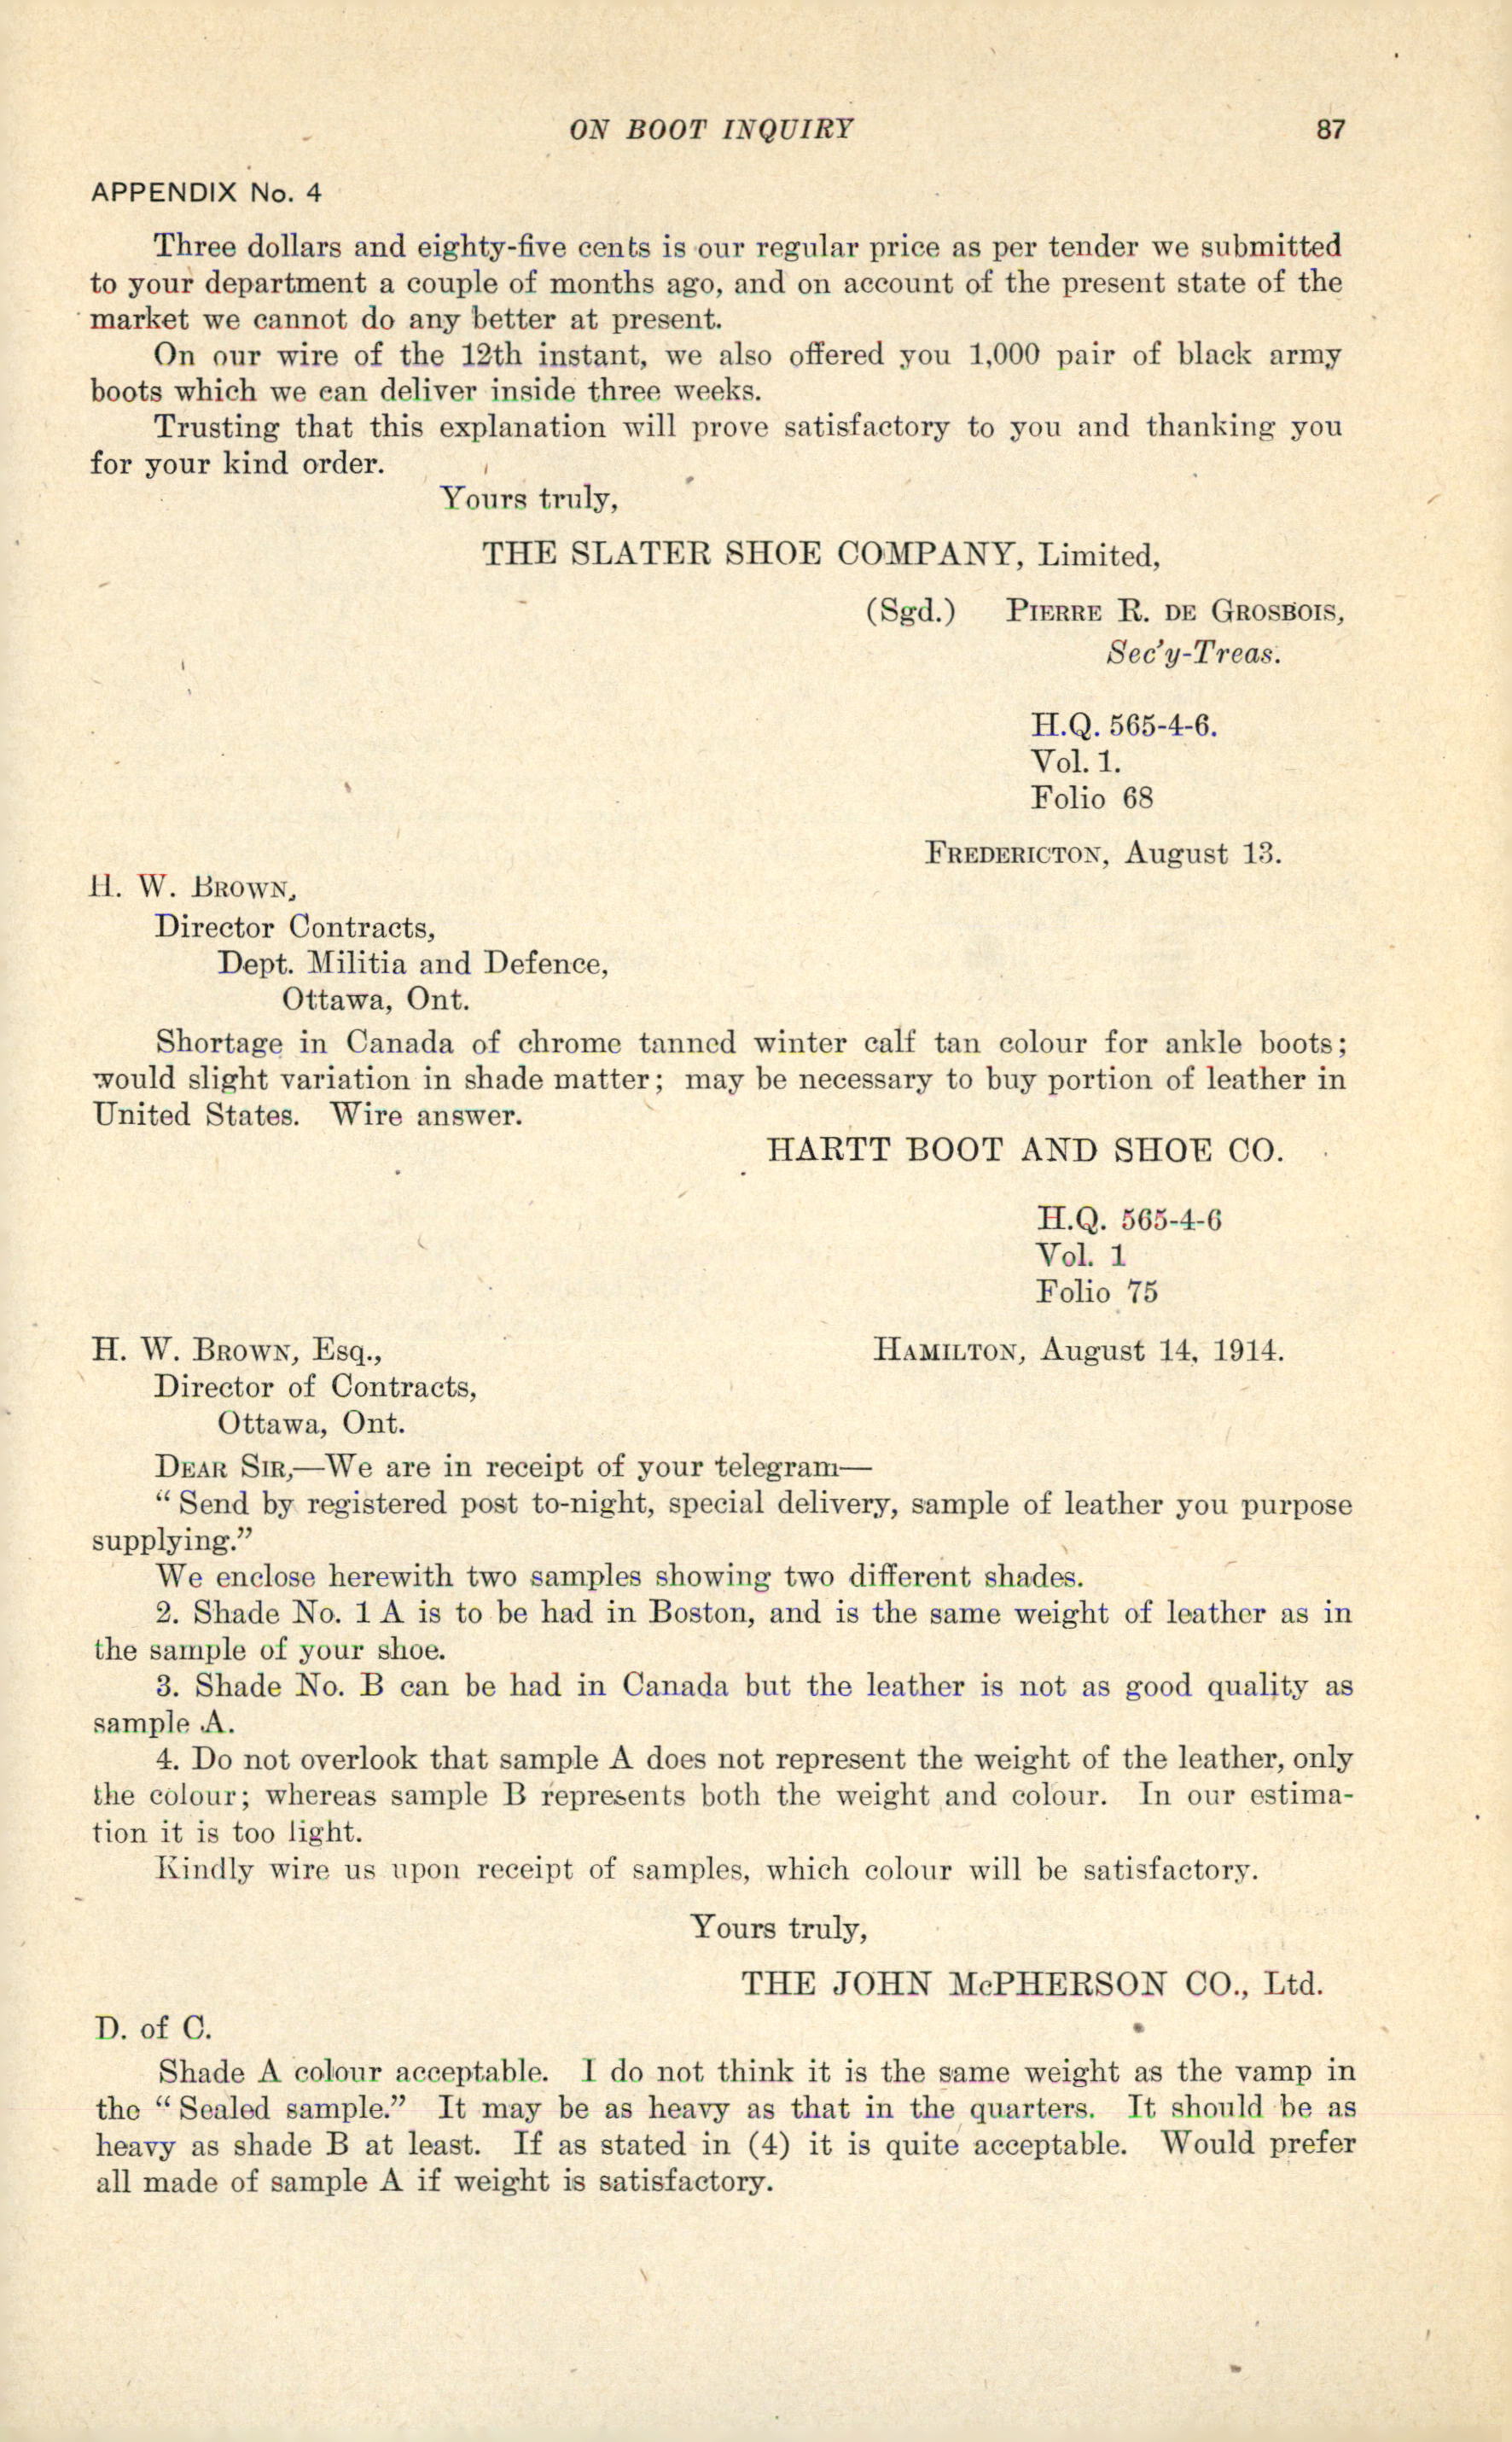 ON BOOT INQUIRY 87
APPENDIX No. 4
Three dollars and eighty-five cents is our regular price as per tender we submitted
to your department a couple of months ago, and on account of the present state of the
market we cannot do any better at present.
On our wire of the 12th instant, we also offered you 1,000 pair of black army
boots which we can deliver inside three weeks.
Trusting that this explanation will prove satisfactory to you and thanking you
for your kind order.
Yours truly,
THE SLATER SHOE COMPANY, Limited,
(Sgd.) PIERRE R. DE GROSBOIS,
Sec'y-Treas.
H.Q. 565-4-6.
Vol. 1.
Folio 68
FREDERICTON, August 13.
H. W. BROWN,
Director Contracts,
Dept. Militia and Defence,
Ottawa, Ont.
Shortage in Canada of chrome tanned winter calf tan colour for ankle boots;
would slight variation in shade matter; may be necessary to buy portion of leather in
United States. Wire answer.
HARTT BOOT AND SHOE CO.
H.Q. 565-4-6
Vol. 1
Folio 75
H. W. BROWN, Esq., HAMILTON, August 14, 1914.
Director of Contracts,
Ottawa, Ont.
DEAR SIR,—We are in receipt of your telegram—
“Send by registered post to-night, special delivery, sample of leather you purpose
supplying.”
We enclose herewith two samples showing two different shades.
2. Shade No. 1 A is to be had in Boston, and is the same weight of leather as in
the sample of your shoe.
3. Shade No. B can be had in Canada but the leather is not as good quality as
sample A.
4. Do not overlook that sample A does not represent the weight of the leather, only
the colour; whereas sample B represents both the weight and colour. In our estima-
tion it is too light.
Kindly wire us upon receipt of samples, which colour will be satisfactory.
Yours truly,
THE JOHN McPHERSON CO., Ltd.
D. of C.
Shade A colour acceptable. I do not think it is the same weight as the vamp in
the “Sealed sample.” It may be as heavy as that in the quarters. It should be as
heavy as shade B at least. If as stated in (4) it is quite acceptable. Would prefer
all made of sample A if weight is satisfactory.